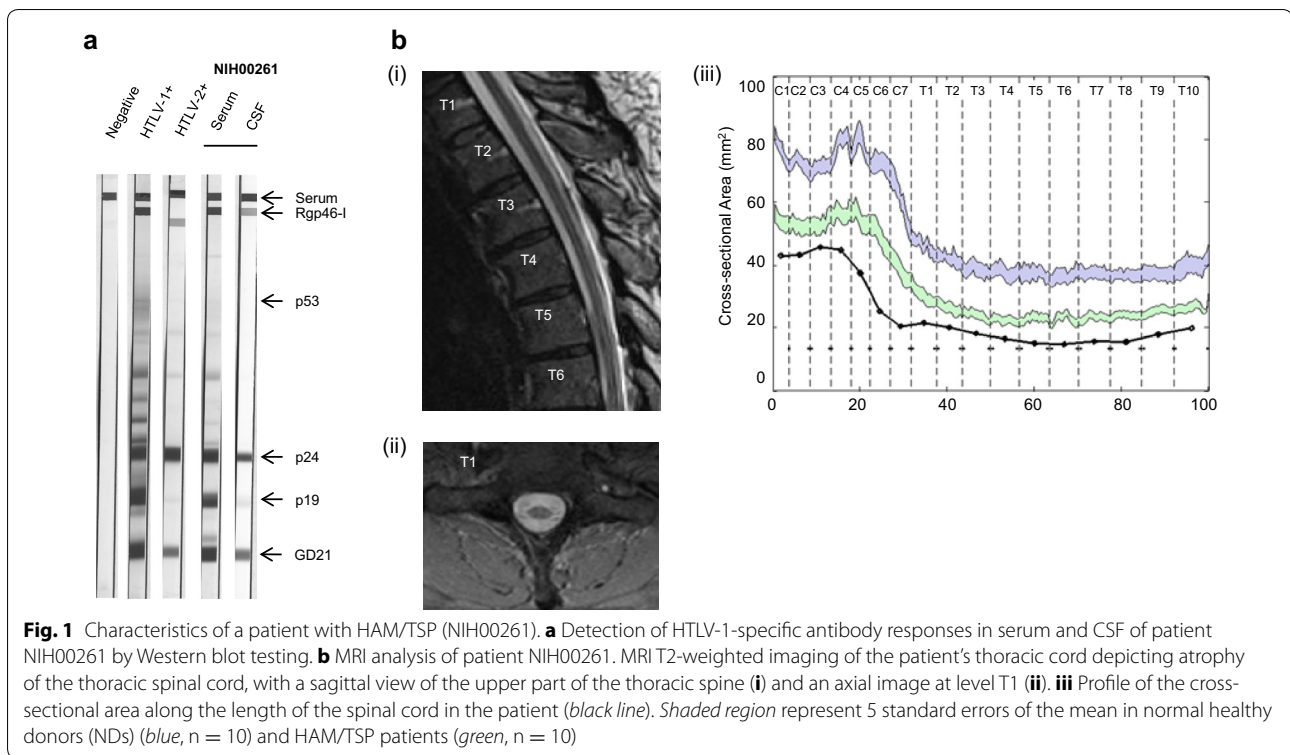 a
NIH00261
Negative
HTLV-1+
HTLV-2+
Serum
CSF
Serum
Rgp46-I
p53
p24
p19
GD21
b
(i)
T1
T2
T3
T4
T5
T6
(ii)
T1
(iii)
100
80
60
40
20
0
Cross-sectional Area (mm²)
C1 C2 C3 C4 C5 C6 C7 T1 T2 T3 T4 T5 T6 T7 T8 T9 T10
0 20 40 60 80 100
Fig. 1 Characteristics of a patient with HAM/TSP (NIH00261). a Detection of HTLV-1-specific antibody responses in serum and CSF of patient
NIH00261 by Western blot testing. b MRI analysis of patient NIH00261. MRI T2-weighted imaging of the patient's thoracic cord depicting atrophy
of the thoracic spinal cord, with a sagittal view of the upper part of the thoracic spine (i) and an axial image at level T1 (ii). iii Profile of the cross-
sectional area along the length of the spinal cord in the patient (black line). Shaded region represent 5 standard errors of the mean in normal healthy
donors (NDs) (blue, n = 10) and HAM/TSP patients (green, n = 10)